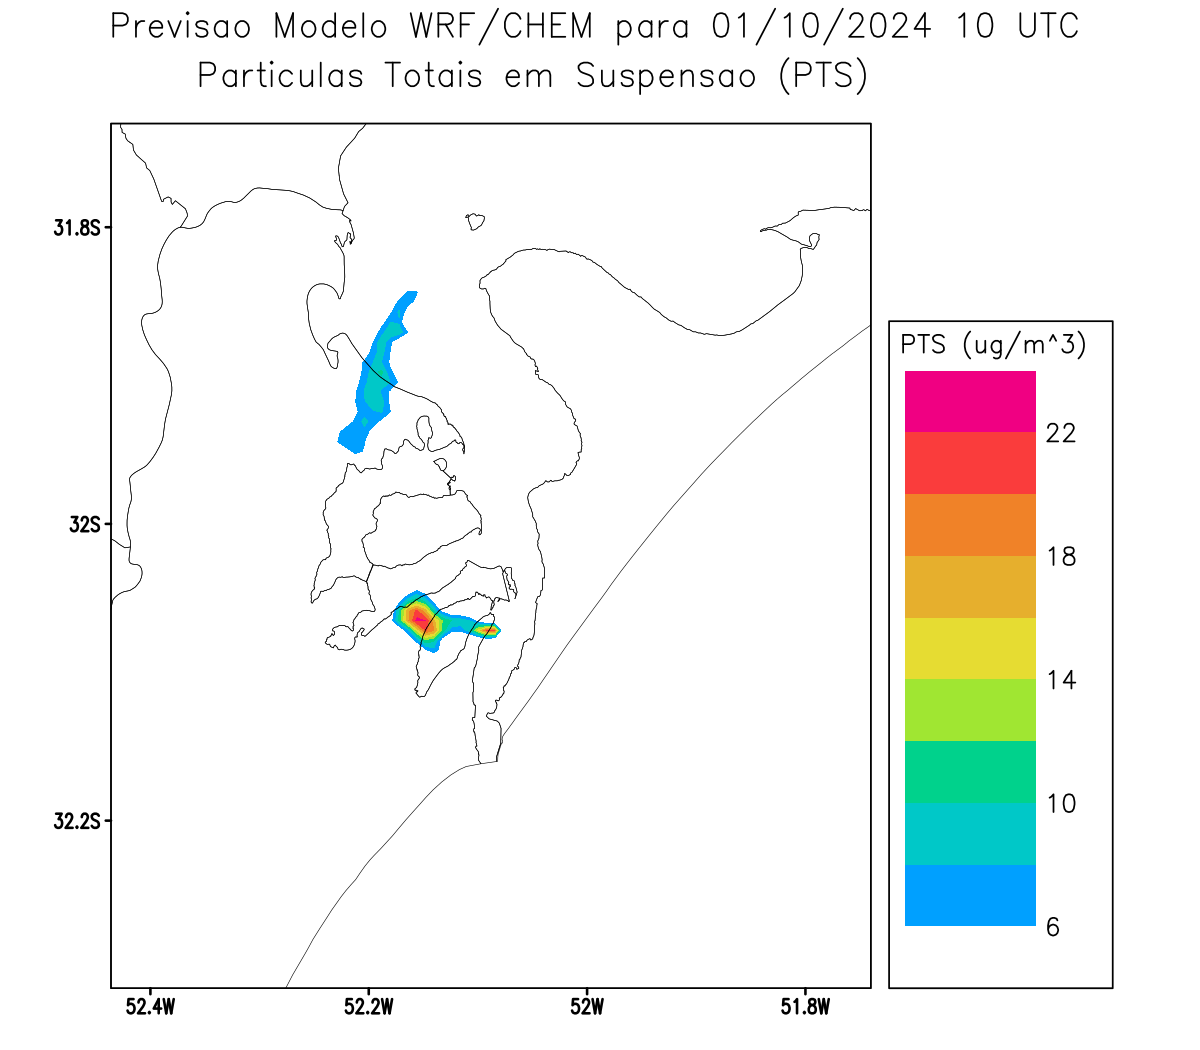 Previsao Modelo WRF/CHEM para 01/10/2024 10 UTC
Particulas Totais em Suspensao (PTS)
31.8S
32S
32.2S
52.4W
52.2W
52W
51.8W
PTS (ug/m^3)
22
18
14
10
6